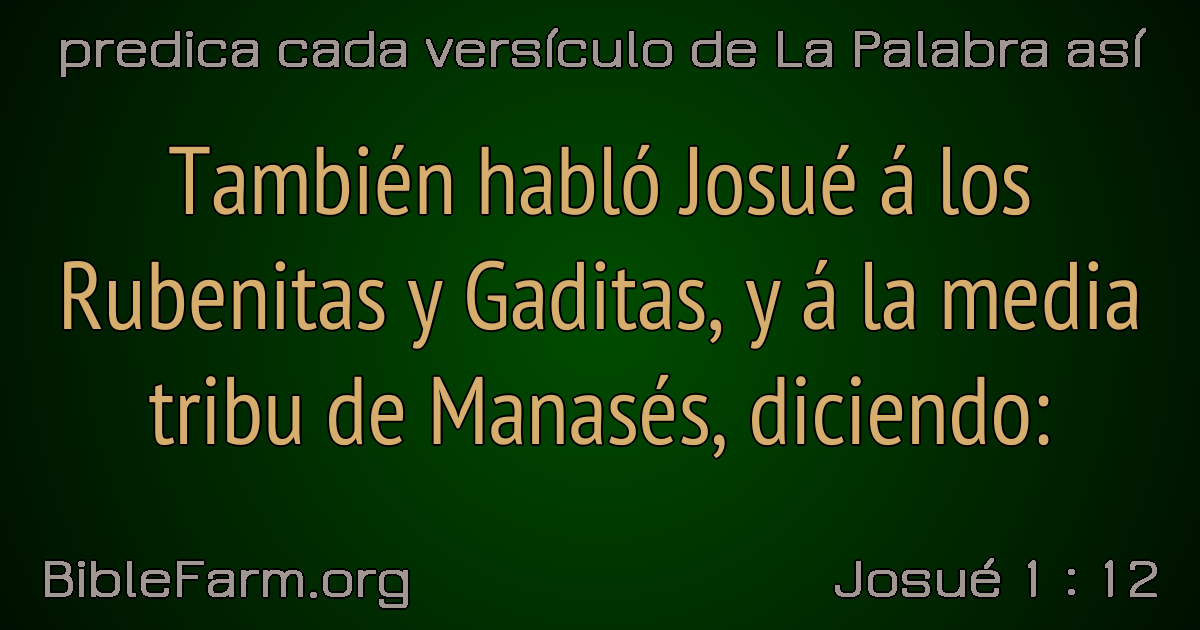 predica cada versículo de La Palabra así
También habló Josué á los
Rubenitas y Gaditas, y á la media
tribu de Manasés, diciendo:
BibleFarm.org
Josué 1 : 12